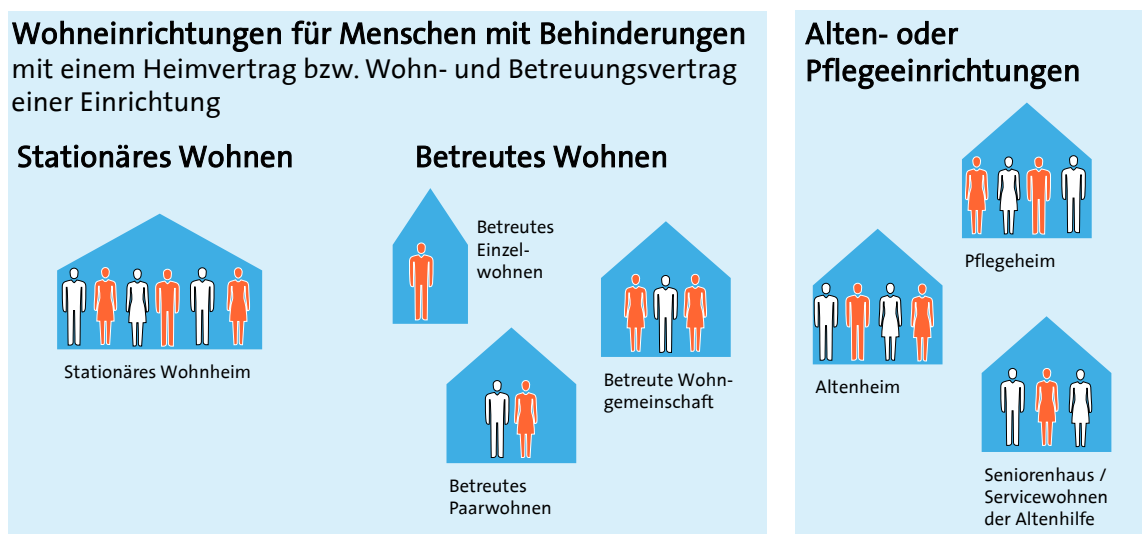 Wohneinrichtungen für Menschen mit Behinderungen
mit einem Heimvertrag bzw. Wohn- und Betreuungsvertrag
einer Einrichtung
Stationäres Wohnen
Stationäres Wohnheim
Betreutes Wohnen
Betreutes
Einzel-
wohnen
Betreute Wohn-
gemeinschaft
Betreutes
Paarwohnen
Alten- oder
Pflegeeinrichtungen
Pflegeheim
Altenheim
Seniorenhaus /
Servicewohnen
der Altenhilfe